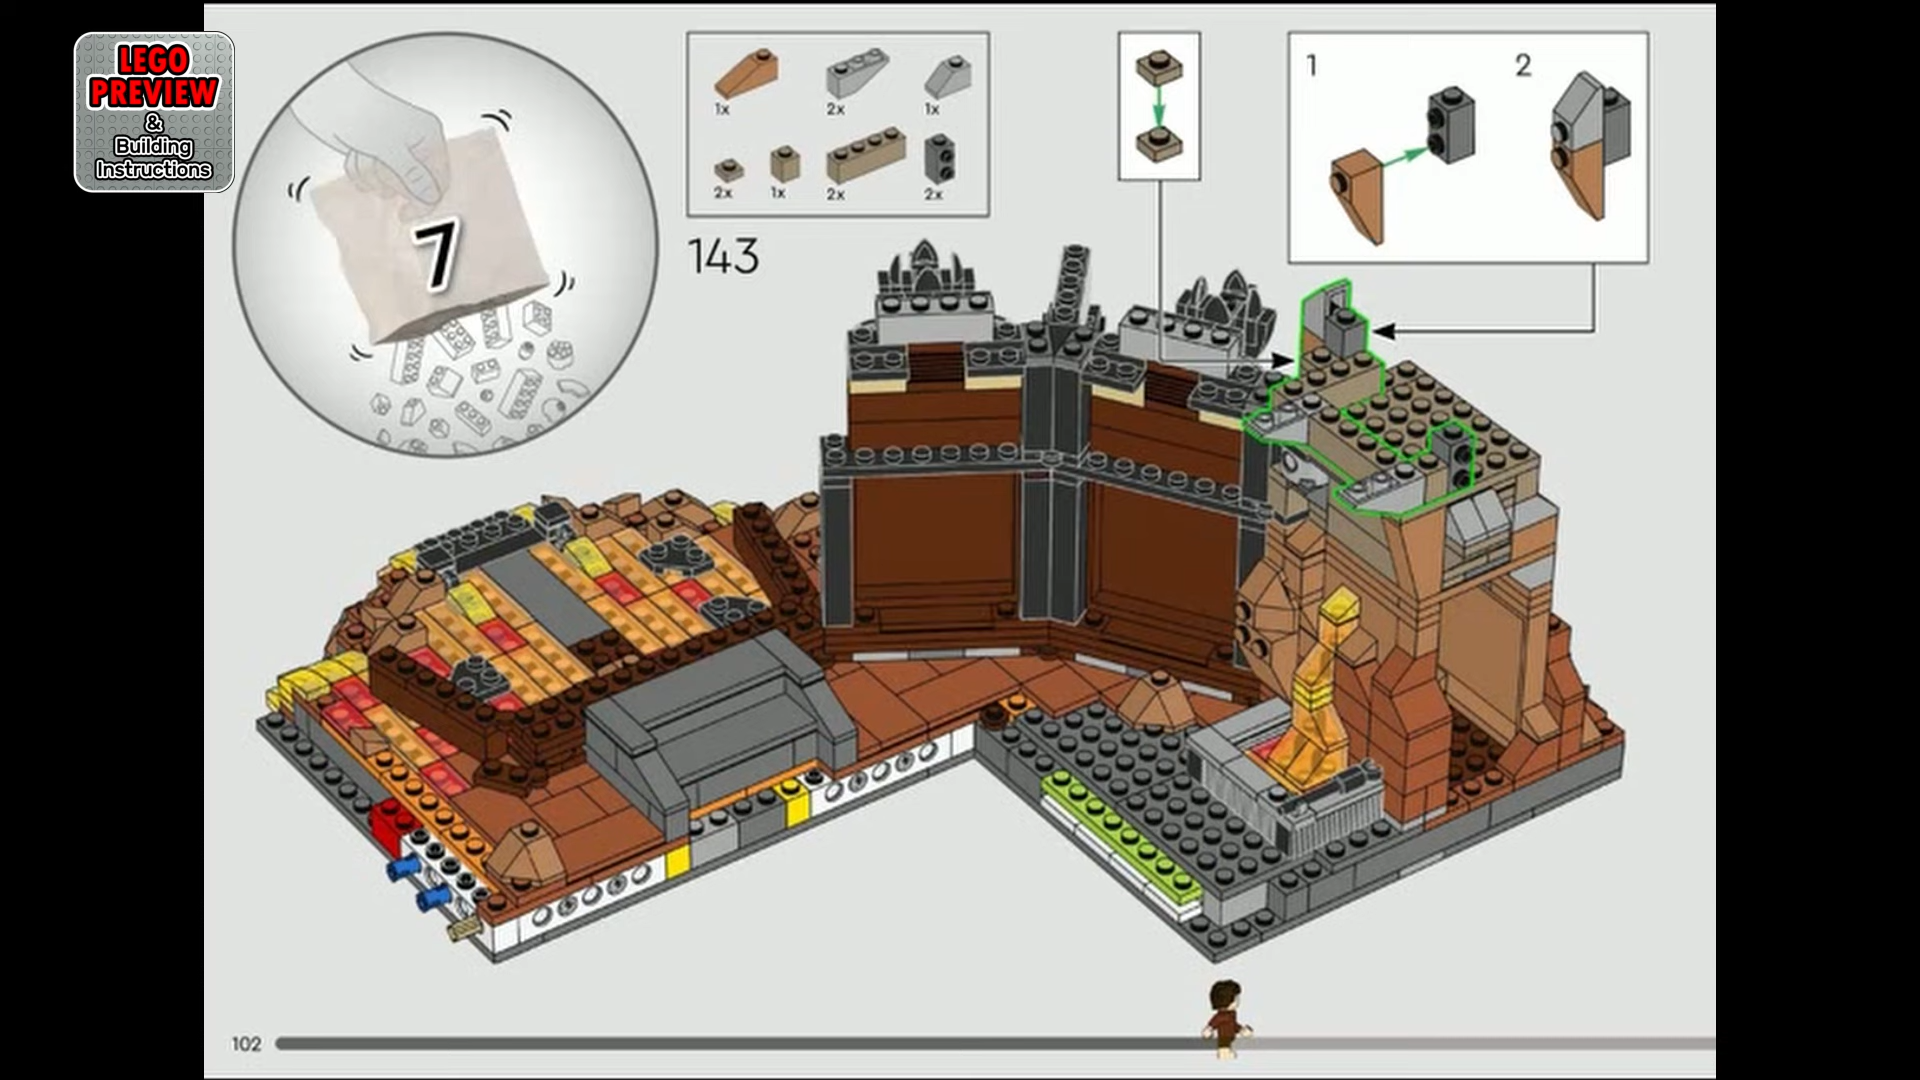 LEGO
PREVIEW
&
Building
Instructions
7
1x
2x
1x
2x
1x
2x
2x
143
1
2
102